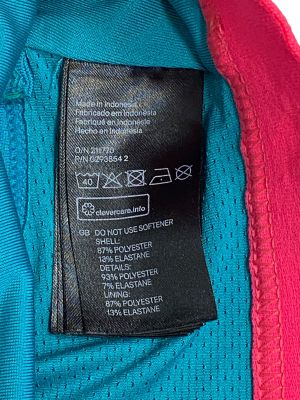 Made in Indonesia
Fabricado em Indonésia
Fabriqué en Indonésie
Hecho en Indonesia
O/N 211770
P/N 0293854 2
40
clevercare.info
GB DO NOT USE SOFTENER
SHELL:
87% POLYESTER
13% ELASTANE
DETAILS:
93% POLYESTER
7% ELASTANE
LINING:
87% POLYESTER
13% ELASTANE